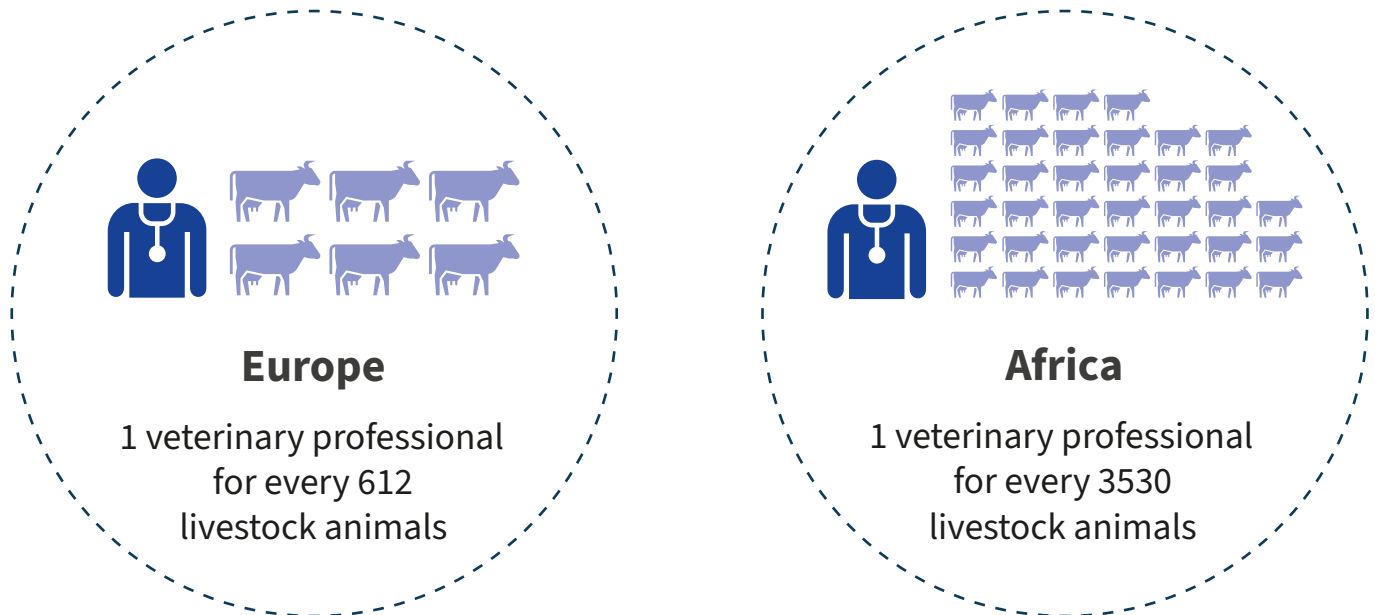 Europe
1 veterinary professional
for every 612
livestock animals
Africa
1 veterinary professional
for every 3530
livestock animals